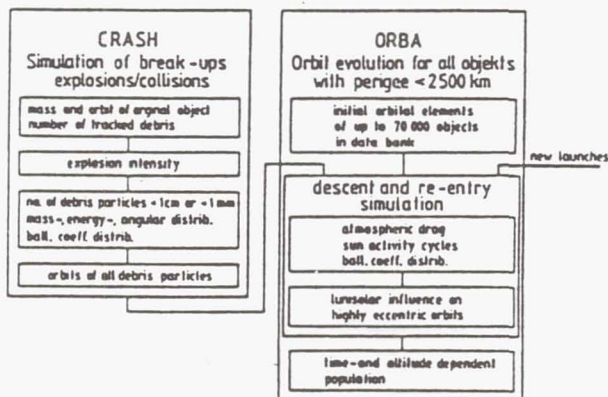 CRASH
Simulation of break-ups
explosions/collisions
mass and orbit of orginal object
number of tracked debris
explosion intensity
no. of debris particles <1cm or <1mm
mass-, energy-, angular distrib.
ball. coeff. distrib.
orbits of all debris particles
ORBA
Orbit evolution for all objekts
with perigee < 2500 km
initial orbital elements
of up to 70 000 objects
in data bank
new launches
descent and re-entry
simulation
atmospheric drag
sun activity cycles
ball. coeff. distrib.
lunisolar influence on
highly eccentric orbits
time- and altitude dependent
population